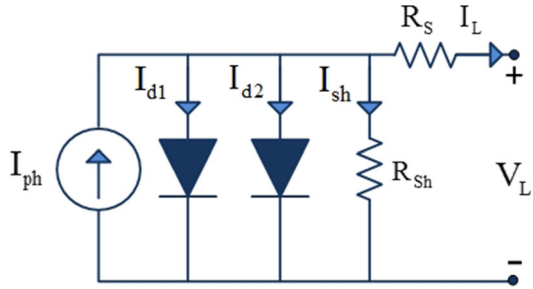 R_S I_L
I_d1 I_d2 I_sh
+
I_ph R_Sh V_L
-